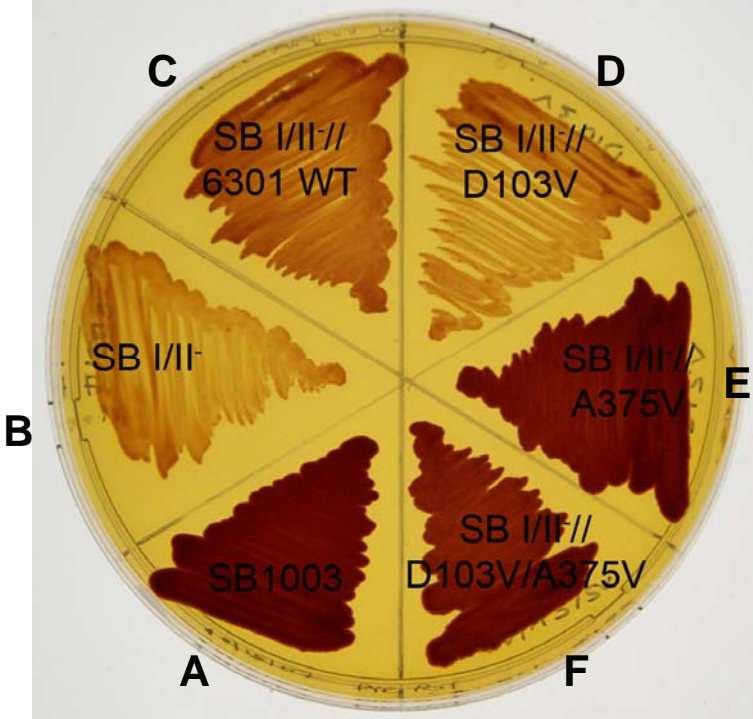 C
D
SB I/II⁻//
6301 WT
SB I/II⁻//
D103V
SB I/II⁻
SB I/II⁻//
A375V
E
B
SB1003
SB I/II⁻//
D103V/A375V
A
F